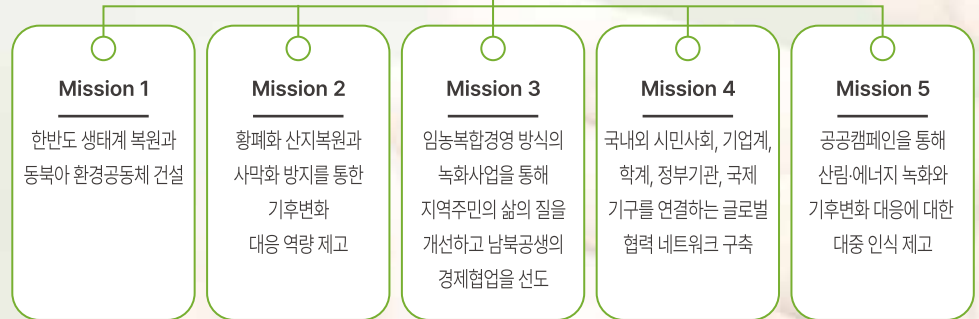 Mission 1
한반도 생태계 복원과
동북아 환경공동체 건설
Mission 2
황폐화 산지복원과
사막화 방지를 통한
기후변화
대응 역량 제고
Mission 3
임농복합경영 방식의
녹화사업을 통해
지역주민의 삶의 질을
개선하고 남북공생의
경제협업을 선도
Mission 4
국내외 시민사회, 기업계,
학계, 정부기관, 국제
기구를 연결하는 글로벌
협력 네트워크 구축
Mission 5
공공캠페인을 통해
산림·에너지 녹화와
기후변화 대응에 대한
대중 인식 제고